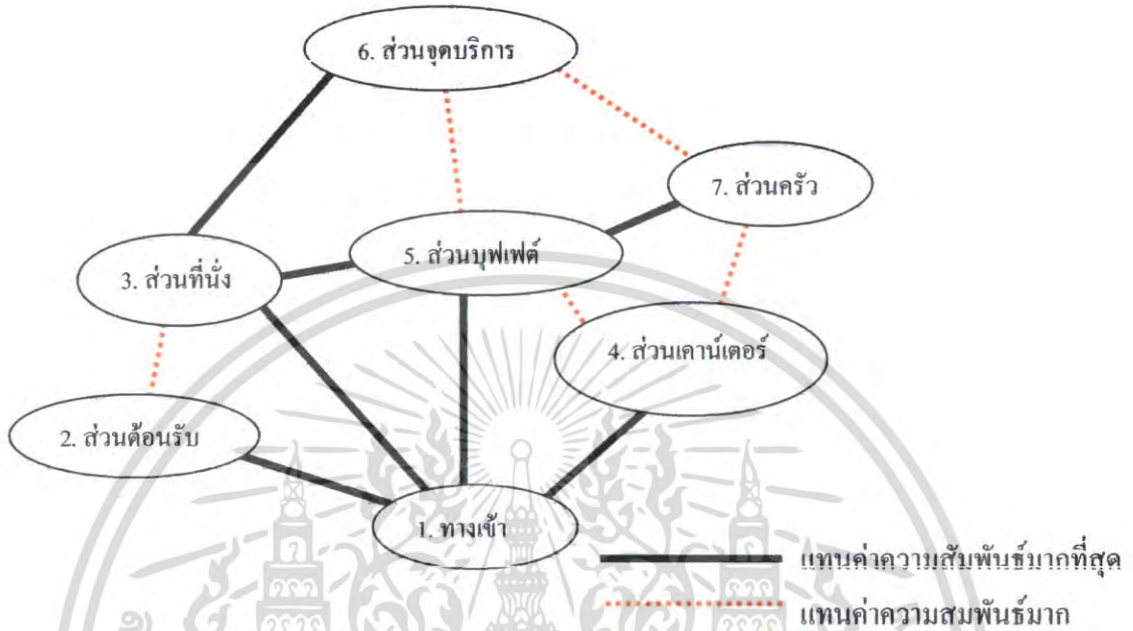 6. ส่วนจุดบริการ
7. ส่วนครัว
5. ส่วนบุฟเฟต์
3. ส่วนที่นั่ง
4. ส่วนเคาน์เตอร์
2. ส่วนต้อนรับ
1. ทางเข้า
แทนค่าความสัมพันธ์มากที่สุด
แทนค่าความสมพันธ์มาก